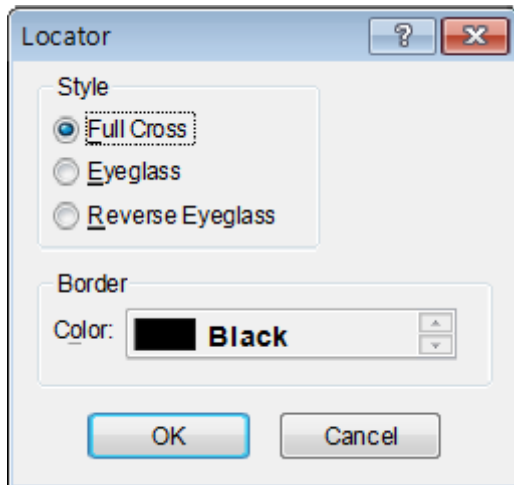 Locator
Style
Full Cross
Eyeglass
Reverse Eyeglass
Border
Color: Black
OK Cancel